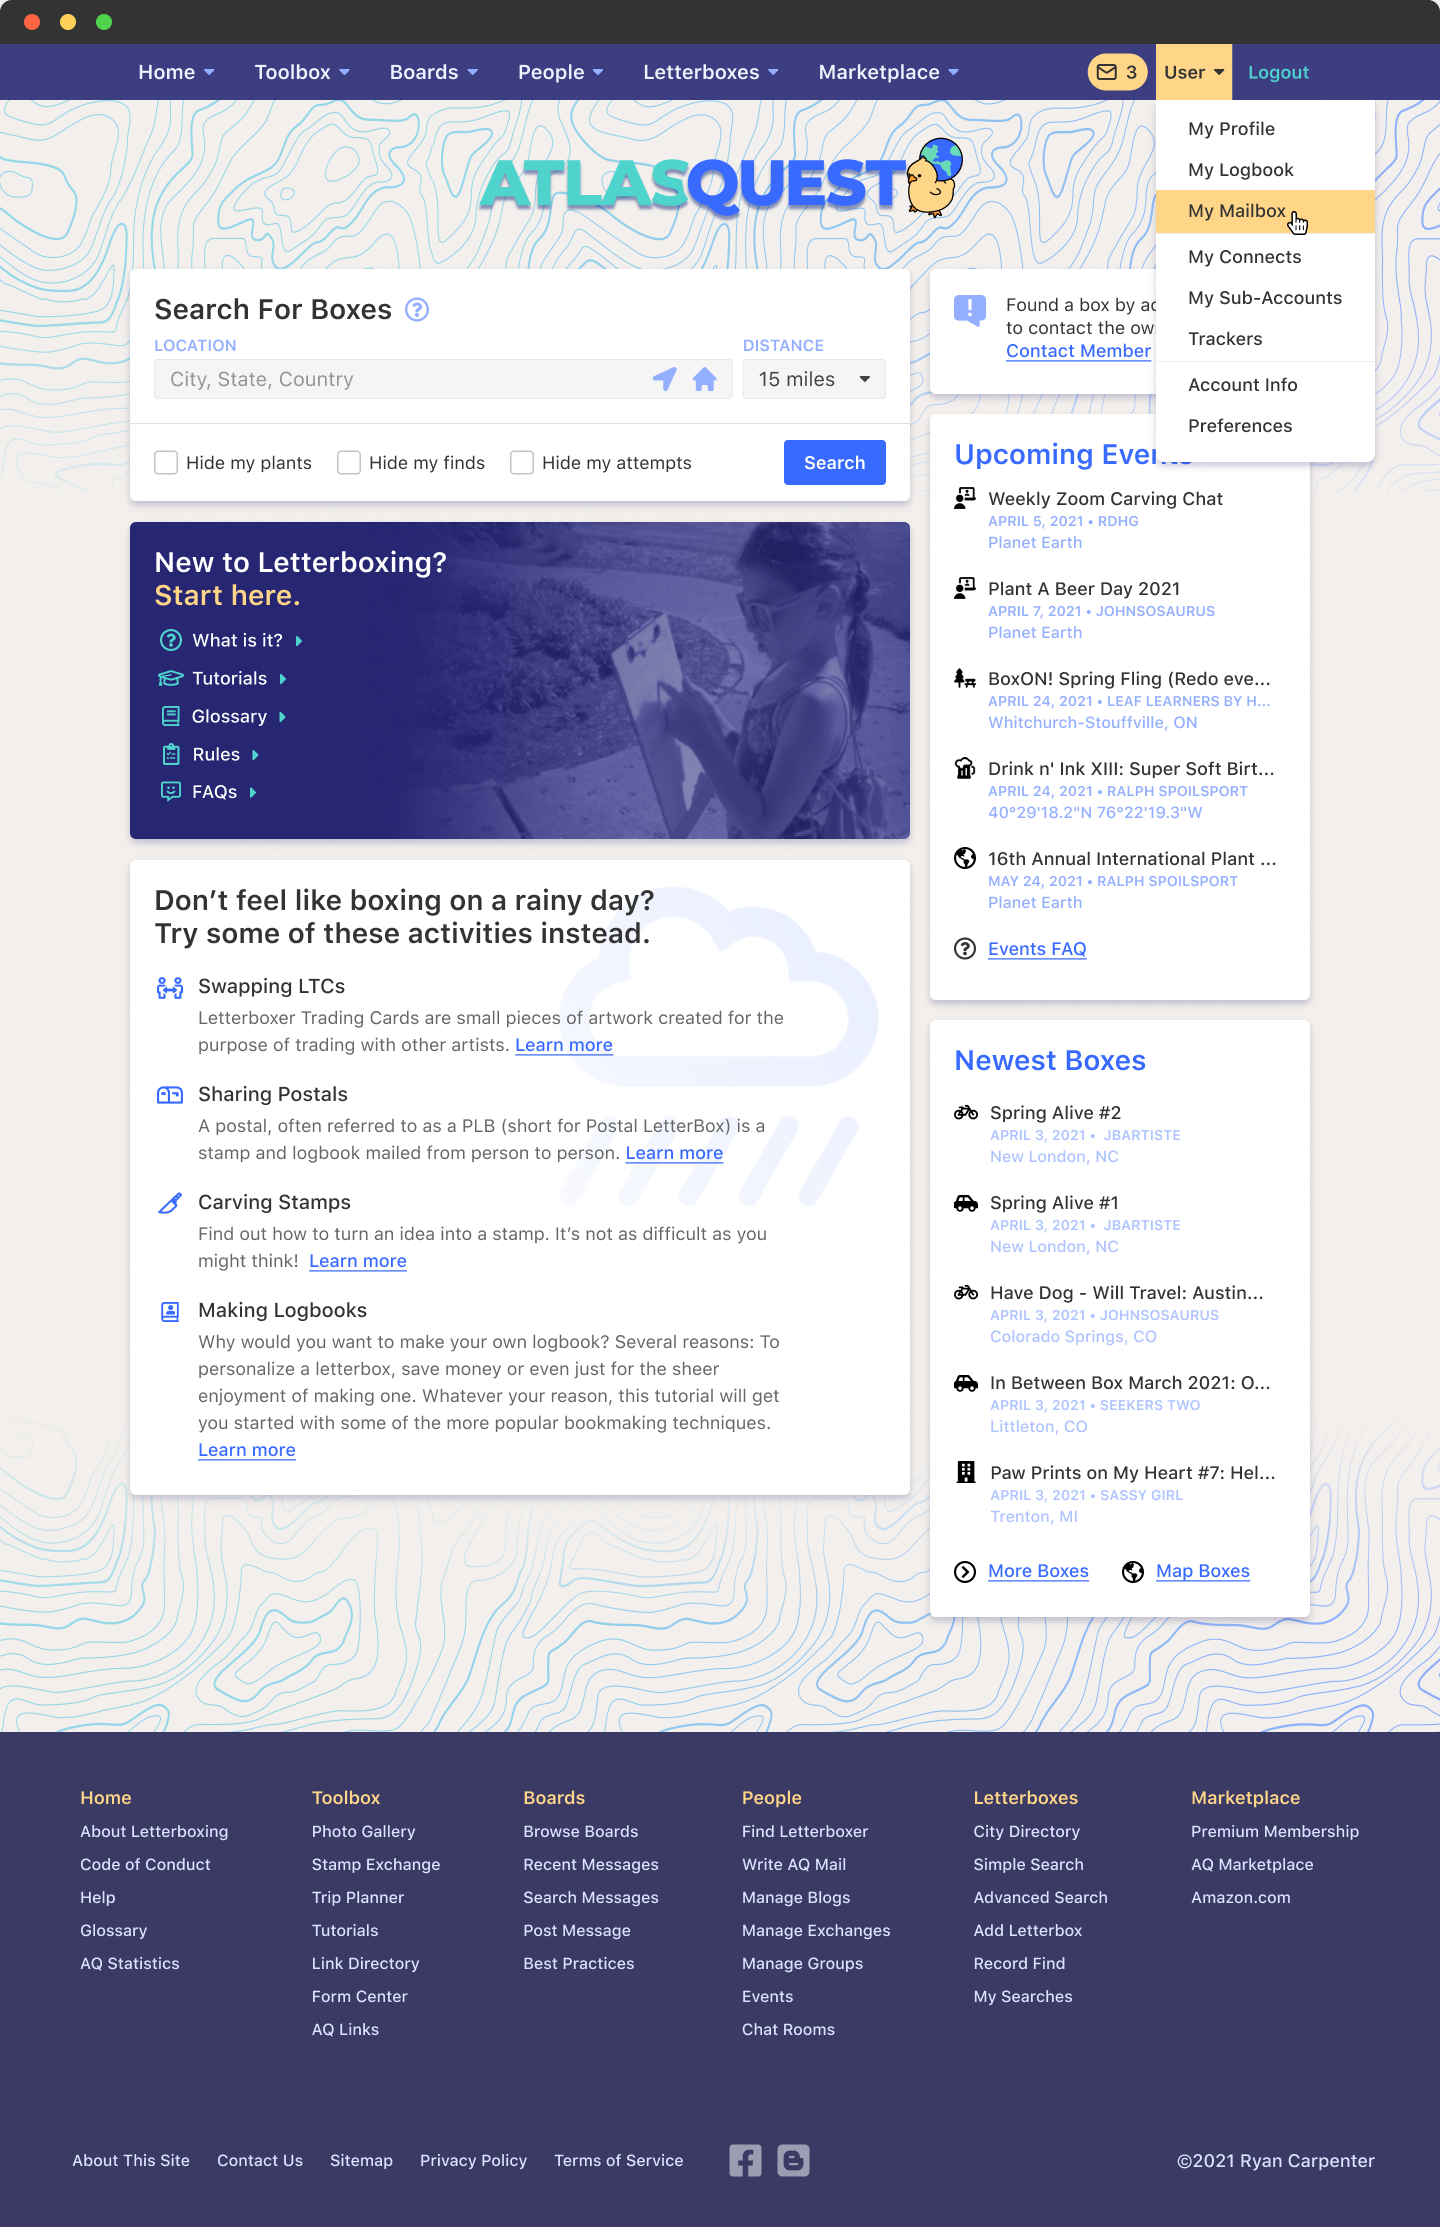 Home
Toolbox
Boards
People
Letterboxes
Marketplace
3
User
Logout
My Profile
My Logbook
My Mailbox
My Connects
My Sub-Accounts
Trackers
Account Info
Preferences
ATLASQUEST
Search For Boxes
LOCATION
DISTANCE
City, State, Country
15 miles
Hide my plants
Hide my finds
Hide my attempts
Search
New to Letterboxing?
Start here.
What is it?
Tutorials
Glossary
Rules
FAQs
Don’t feel like boxing on a rainy day?
Try some of these activities instead.
Swapping LTCs
Letterboxer Trading Cards are small pieces of artwork created for the
purpose of trading with other artists. Learn more
Sharing Postals
A postal, often referred to as a PLB (short for Postal LetterBox) is a
stamp and logbook mailed from person to person. Learn more
Carving Stamps
Find out how to turn an idea into a stamp. It’s not as difficult as you
might think! Learn more
Making Logbooks
Why would you want to make your own logbook? Several reasons: To
personalize a letterbox, save money or even just for the sheer
enjoyment of making one. Whatever your reason, this tutorial will get
you started with some of the more popular bookmaking techniques.
Learn more
Found a box by
to contact the
Contact Member
Upcoming Events
Weekly Zoom Carving Chat
APRIL 5, 2021 • RDHG
Planet Earth
Plant A Beer Day 2021
APRIL 7, 2021 • JOHNSOSAURUS
Planet Earth
BoxON! Spring Fling (Redo eve...
APRIL 24, 2021 • LEAF LEARNERS BY H...
Whitchurch-Stouffville, ON
Drink n' Ink XIII: Super Soft Birt...
APRIL 24, 2021 • RALPH SPOILSPORT
40°29'18.2"N 76°22'19.3"W
16th Annual International Plant ...
MAY 24, 2021 • RALPH SPOILSPORT
Planet Earth
Events FAQ
Newest Boxes
Spring Alive #2
APRIL 3, 2021 • JBARTISTE
New London, NC
Spring Alive #1
APRIL 3, 2021 • JBARTISTE
New London, NC
Have Dog - Will Travel: Austin...
APRIL 3, 2021 • JOHNSOSAURUS
Colorado Springs, CO
In Between Box March 2021: O...
APRIL 3, 2021 • SEEKERS TWO
Littleton, CO
Paw Prints on My Heart #7: Hel...
APRIL 3, 2021 • SASSY GIRL
Trenton, MI
More Boxes
Map Boxes
Home
About Letterboxing
Code of Conduct
Help
Glossary
AQ Statistics
Toolbox
Photo Gallery
Stamp Exchange
Trip Planner
Tutorials
Link Directory
Form Center
AQ Links
Boards
Browse Boards
Recent Messages
Search Messages
Post Message
Best Practices
People
Find Letterboxer
Write AQ Mail
Manage Blogs
Manage Exchanges
Manage Groups
Events
Chat Rooms
Letterboxes
City Directory
Simple Search
Advanced Search
Add Letterbox
Record Find
My Searches
Marketplace
Premium Membership
AQ Marketplace
Amazon.com
About This Site
Contact Us
Sitemap
Privacy Policy
Terms of Service
©2021 Ryan Carpenter